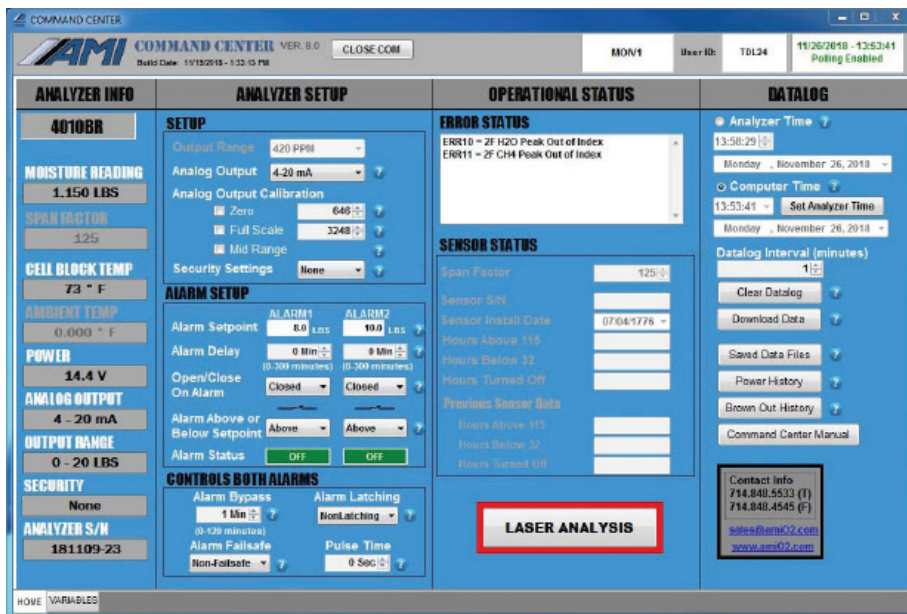 COMMAND CENTER
AMI COMMAND CENTER VER. 8.0 CLOSE COM MOIV1 User ID: TDL24 11/26/2018 - 13:53:41
Build Date: 11/15/2018 - 1:33:13 PM Polling Enabled
ANALYZER INFO
4010BR
MOISTURE READING
1.150 LBS
SPAN FACTOR
125
CELL BLOCK TEMP
73 ° F
AMBIENT TEMP
0.000 ° F
POWER
14.4 V
ANALOG OUTPUT
4 - 20 mA
OUTPUT RANGE
0 - 20 LBS
SECURITY
None
ANALYZER S/N
181109-23
ANALYZER SETUP
SETUP
Output Range 420 PPM
Analog Output 4-20 mA ?
Analog Output Calibration
Zero 646 ?
Full Scale 3248 ?
Mid Range ?
Security Settings None ?
ALARM SETUP
ALARM1 ALARM2
Alarm Setpoint 8.0 LBS 10.0 LBS ?
Alarm Delay 0 Min 0 Min ?
(0-300 minutes) (0-300 minutes)
Open/Close
On Alarm Closed Closed ?
Alarm Above or
Below Setpoint Above Above ?
Alarm Status OFF OFF
CONTROLS BOTH ALARMS
Alarm Bypass Alarm Latching
1 Min ? NonLatching ?
(0-120 minutes)
Alarm Failsafe Pulse Time
Non-Failsafe ? 0 Sec ?
OPERATIONAL STATUS
ERROR STATUS
ERR10 = 2F H2O Peak Out of Index
ERR11 = 2F CH4 Peak Out of Index
SENSOR STATUS
Span Factor 125
Sensor S/N
Sensor Install Date 07/04/1776
Hours Above 115
Hours Below 32
Hours Turned Off
Previous Sensor Data
Hours Above 115
Hours Below 32
Hours Turned Off
LASER ANALYSIS
DATALOG
Analyzer Time ?
13:58:29
Monday , November 26, 2018
Computer Time ?
13:53:41 Set Analyzer Time
Monday , November 26, 2018
Datalog Interval (minutes)
1
Clear Datalog ?
Download Data ?
Saved Data Files ?
Power History ?
Brown Out History ?
Command Center Manual
Contact Info
714.848.5533 (T)
714.848.4545 (F)
sales@ami02.com
www.ami02.com
HOME VARIABLES